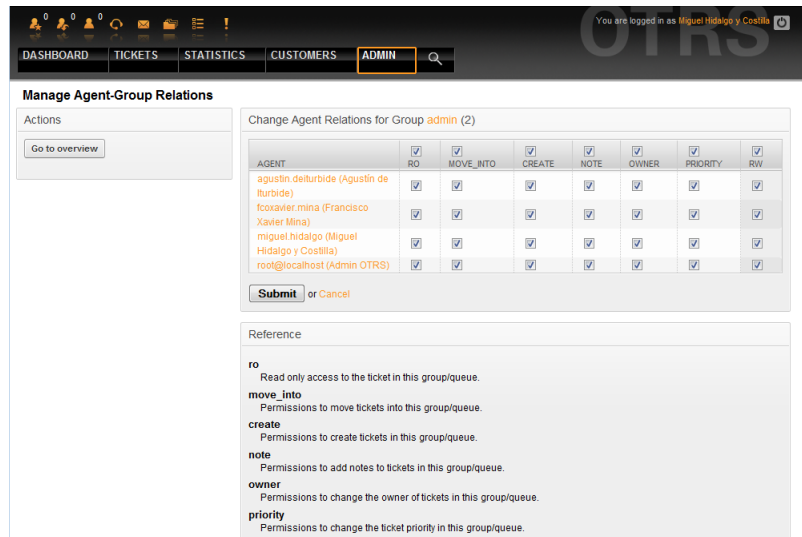 0 0 0
You are logged in as Miguel Hidalgo y Costilla
OTRS
DASHBOARD TICKETS STATISTICS CUSTOMERS ADMIN
Manage Agent-Group Relations
Actions
Go to overview
Change Agent Relations for Group admin (2)
AGENT RO MOVE_INTO CREATE NOTE OWNER PRIORITY RW
agustin.deiturbide (Agustín de
Iturbide)
fcoxavier.mina (Francisco
Xavier Mina)
miguel.hidalgo (Miguel
Hidalgo y Costilla)
root@localhost (Admin OTRS)
Submit or Cancel
Reference
ro
Read only access to the ticket in this group/queue.
move_into
Permissions to move tickets into this group/queue.
create
Permissions to create tickets in this group/queue.
note
Permissions to add notes to tickets in this group/queue.
owner
Permissions to change the owner of tickets in this group/queue.
priority
Permissions to change the ticket priority in this group/queue.